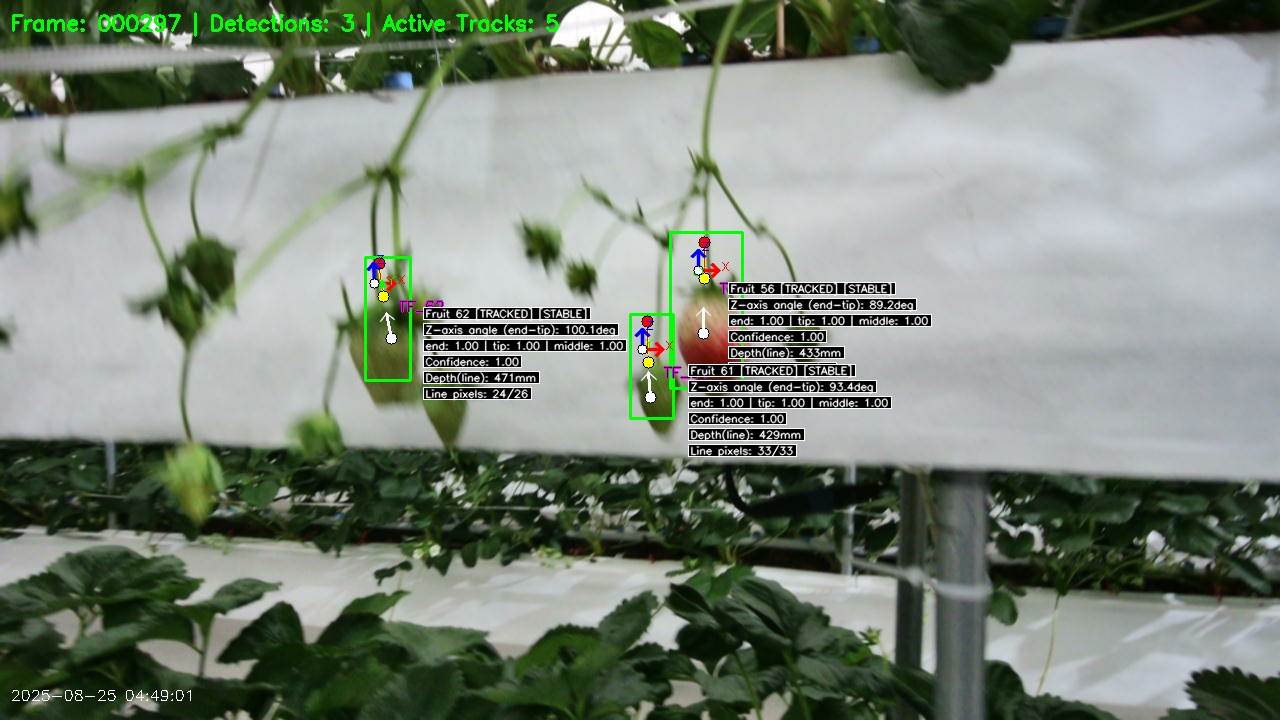 Frame: 000297 | Detections: 3 | Active Tracks: 5
X
Fruit 56 [TRACKED] [STABLE]
Z-axis angle (end-tip): 89.2deg
end: 1.00 | tip: 1.00 | middle: 1.00
Confidence: 1.00
Depth(line): 433mm
X
Fruit 62 [TRACKED] [STABLE]
Z-axis angle (end-tip): 100.1deg
end: 1.00 | tip: 1.00 | middle: 1.00
Confidence: 1.00
Depth(line): 471mm
Line pixels: 24/26
Fruit 61 [TRACKED] [STABLE]
Z-axis angle (end-tip): 93.4deg
end: 1.00 | tip: 1.00 | middle: 1.00
Confidence: 1.00
Depth(line): 429mm
Line pixels: 33/33
2025-08-25 04:49:01